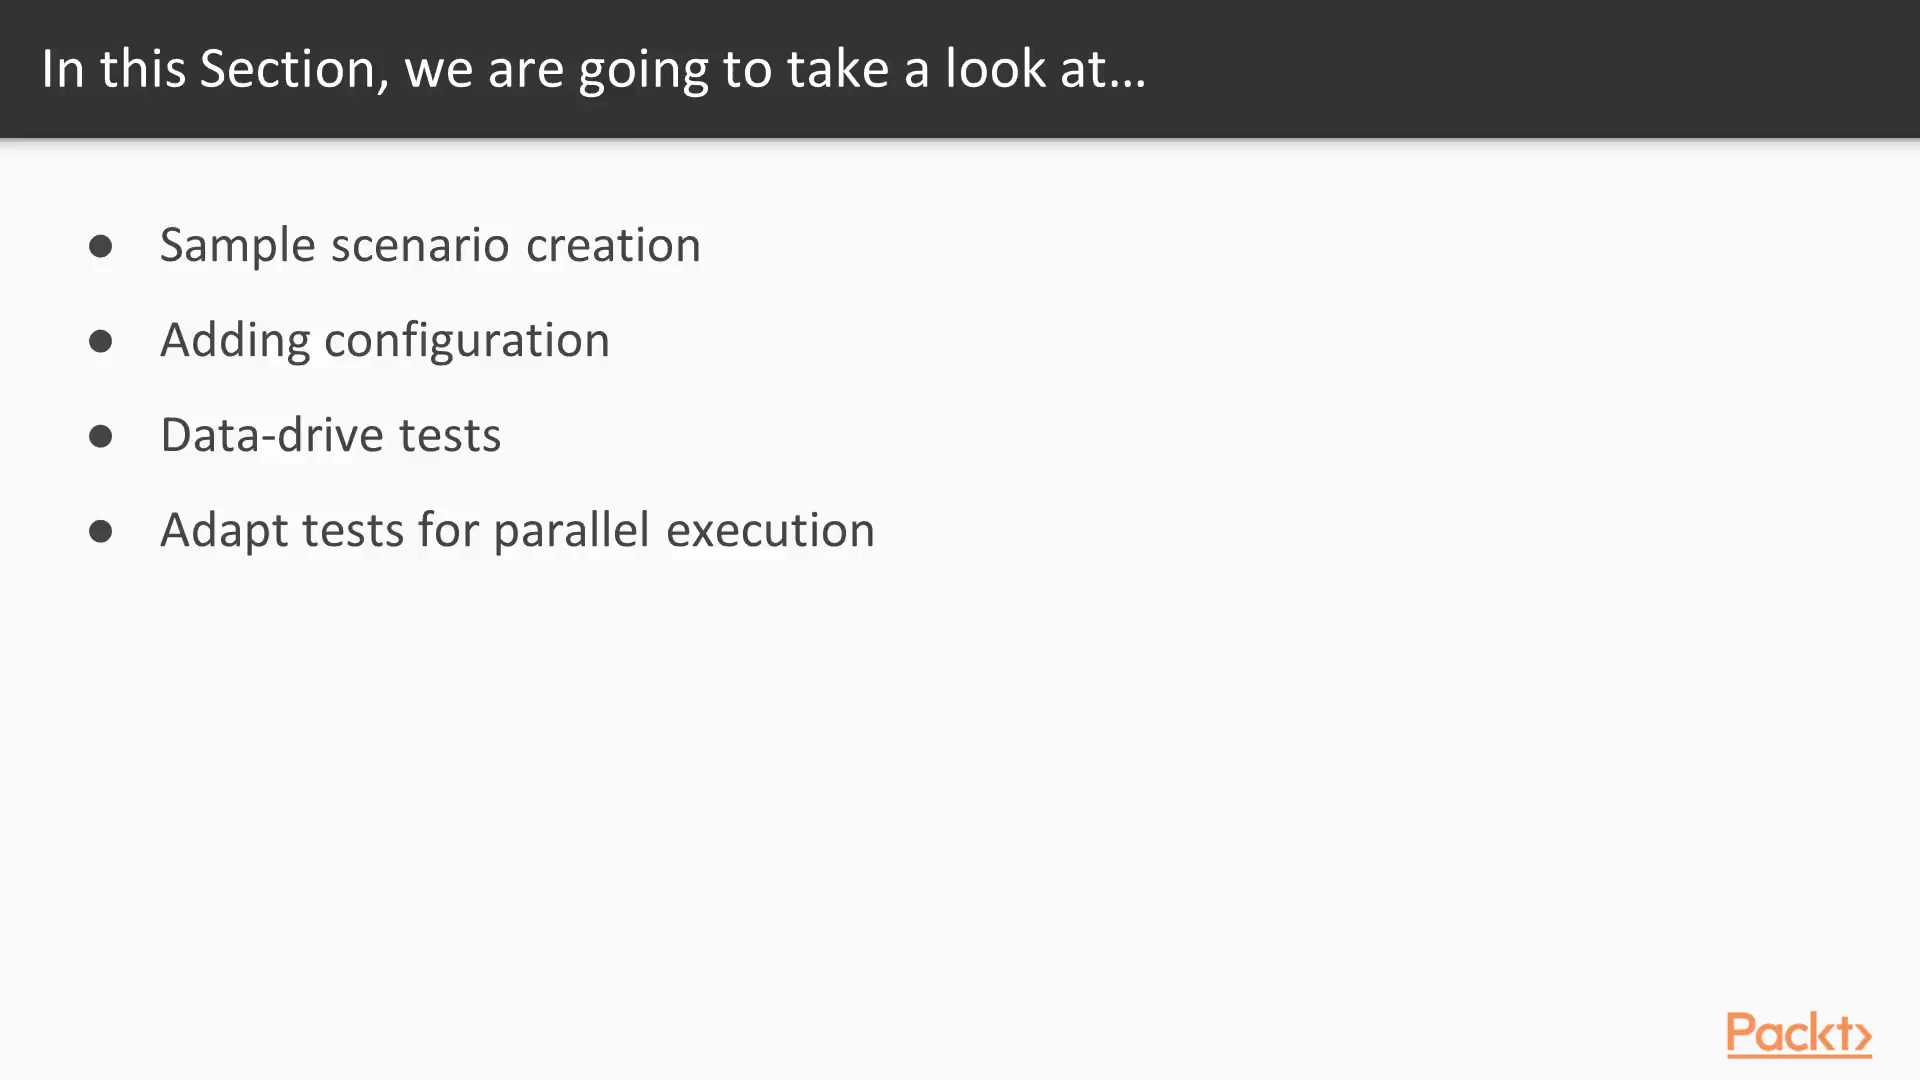 In this Section, we are going to take a look at...
● Sample scenario creation
● Adding configuration
● Data-drive tests
● Adapt tests for parallel execution
Packt>